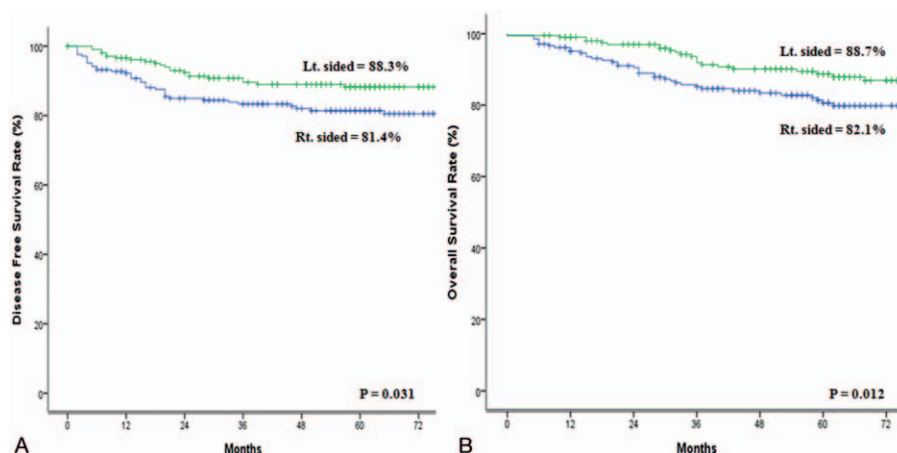 100
80
60
40
20
0
Disease Free Survival Rate (%)
Lt. sided = 88.3%
Rt. sided = 81.4%
P = 0.031
0 12 24 36 48 60 72
Months
A
100
80
60
40
20
0
Overall Survival Rate (%)
Lt. sided = 88.7%
Rt. sided = 82.1%
P = 0.012
0 12 24 36 48 60 72
Months
B